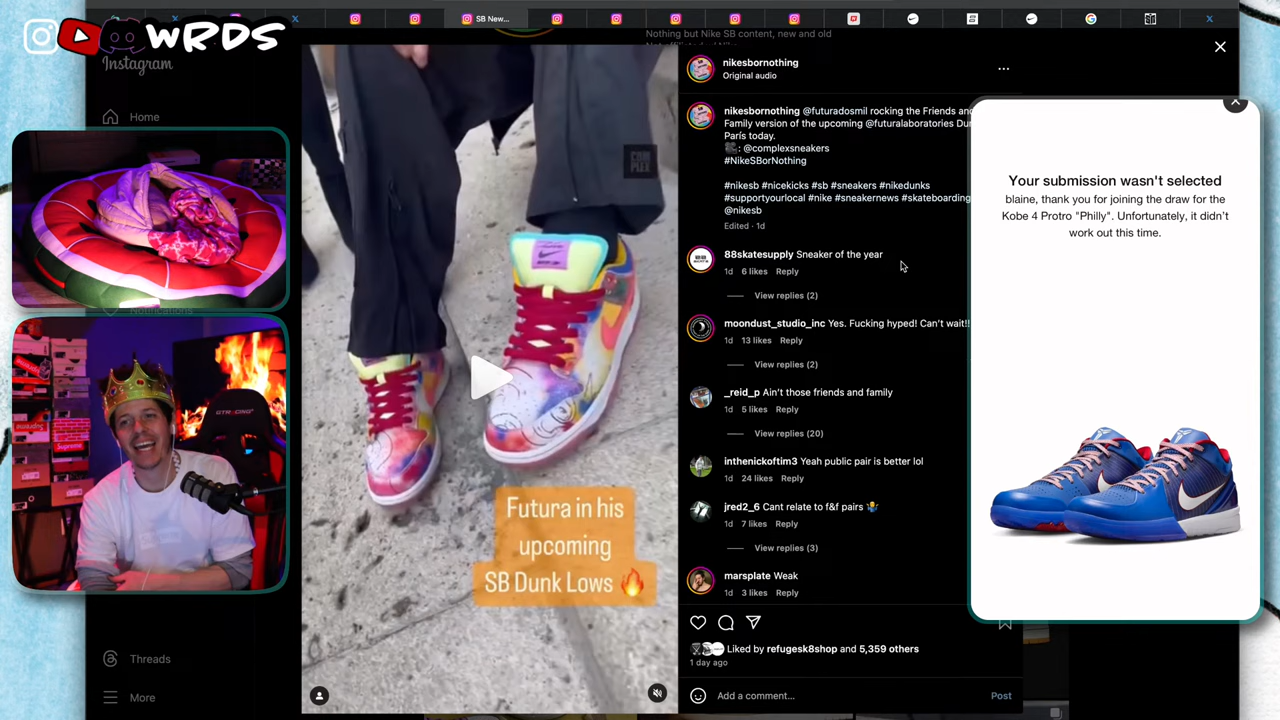 SB New...
WRDS
Nothing but Nike SB content, new and old
Instagram
nikesbornothing
Original audio
Home
nikesbornothing @futuradosmil rocking the Friends and
Family version of the upcoming @futuralaboratories Du
París today.
: @complexsneakers
#NikeSBorNothing
#nikesb #nicekicks #sb #sneakers #nikedunks
#supportyourlocal #nike #sneakernews #skateboarding
@nikesb
Edited · 1d
COMPLEX
88skatesupply Sneaker of the year
1d 6 likes Reply
View replies (2)
Notifications
moondust_studio_inc Yes. Fucking hyped! Can't wait!!
1d 13 likes Reply
View replies (2)
_reid_p Ain't those friends and family
1d 5 likes Reply
View replies (20)
inthenickoftim3 Yeah public pair is better lol
1d 24 likes Reply
jred2_6 Cant relate to f&f pairs 🤷‍♂️
1d 7 likes Reply
View replies (3)
marsplate Weak
1d 3 likes Reply
Futura in his
upcoming
SB Dunk Lows 🔥
Liked by refugesk8shop and 5,359 others
1 day ago
Add a comment...
Post
Threads
More
Your submission wasn't selected
blaine, thank you for joining the draw for the
Kobe 4 Protro "Philly". Unfortunately, it didn't
work out this time.
GTRACING
Supreme